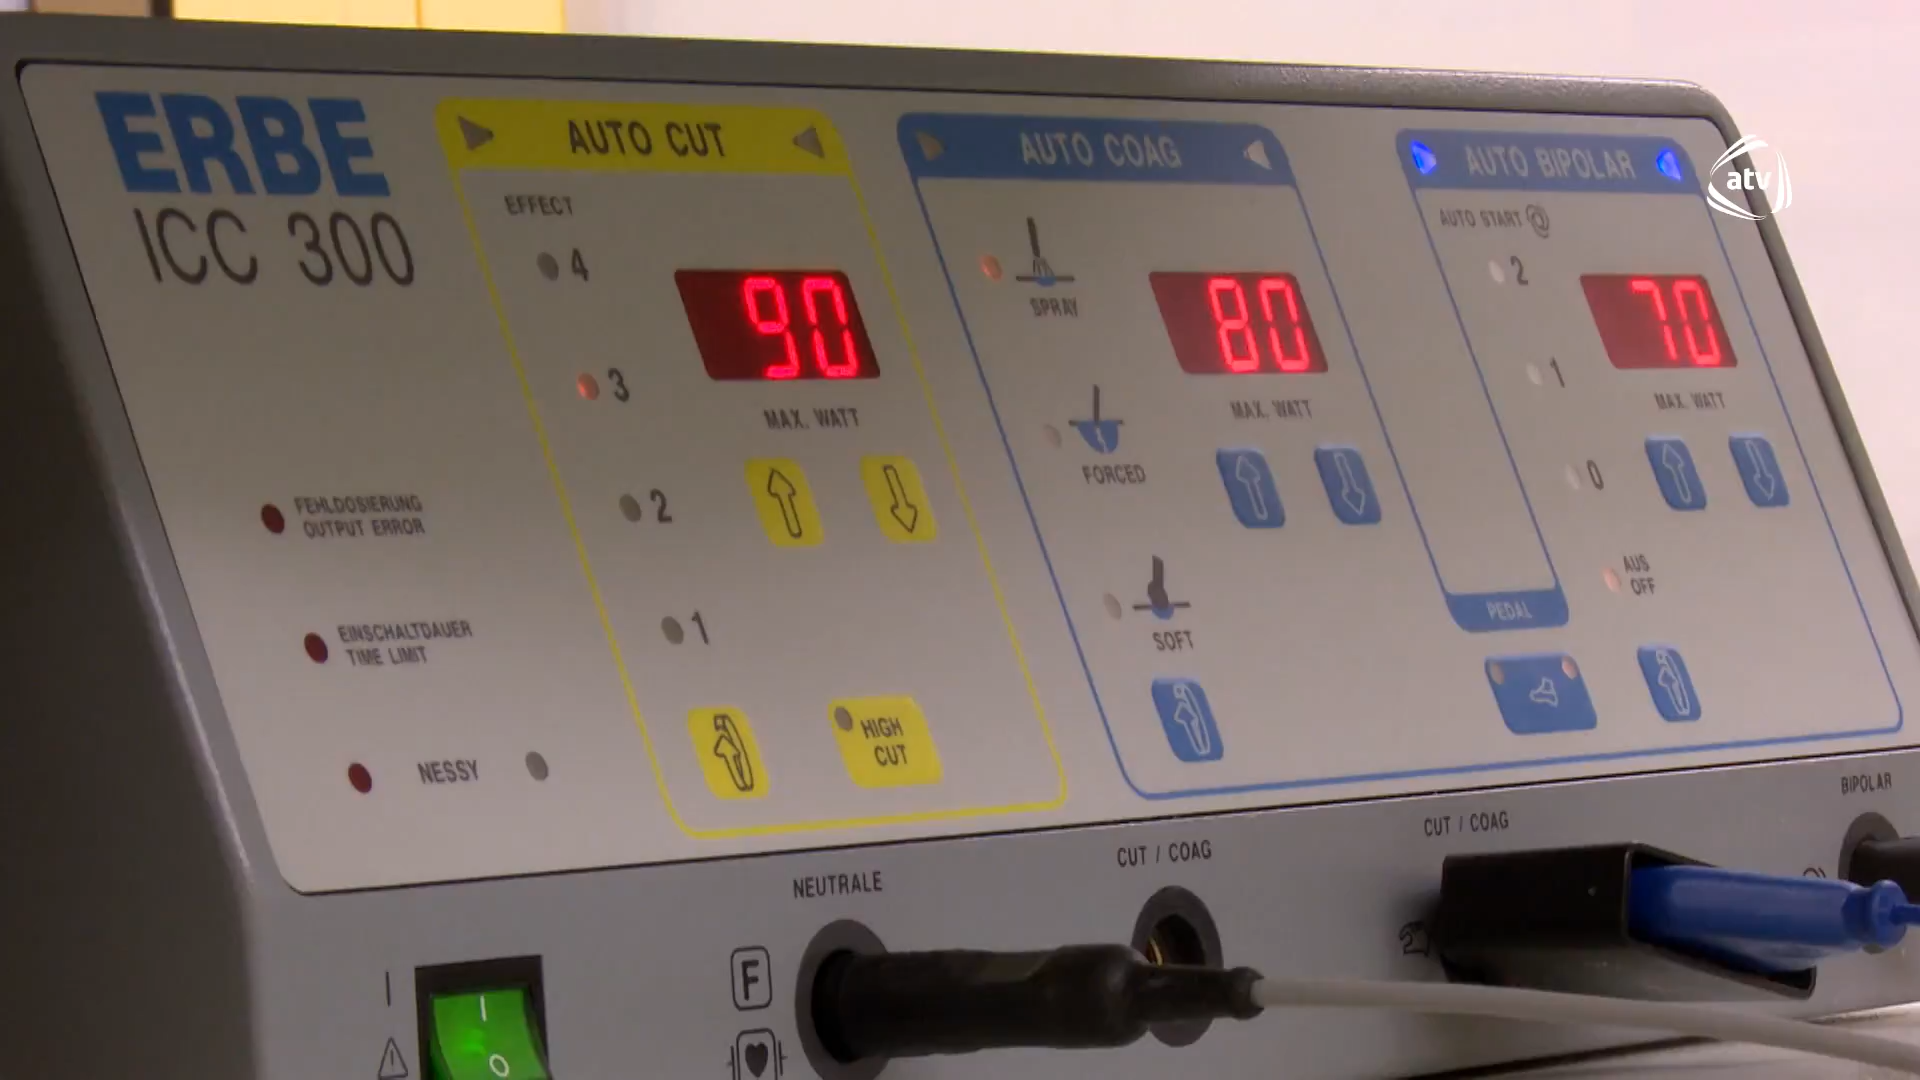 ERBE
ICC 300
FEHLDOSIERUNG
OUTPUT ERROR
EINSCHALTDAUER
TIME LIMIT
NESSY
AUTO CUT
EFFECT
4
3
2
1
90
MAX. WATT
HIGH
CUT
AUTO COAG
SPRAY
FORCED
SOFT
80
MAX. WATT
AUTO BIPOLAR
AUTO START
2
1
0
AUS
OFF
70
MAX. WATT
PEDAL
atv
NEUTRALE
CUT / COAG
CUT / COAG
BIPOLAR
F
I
I
O